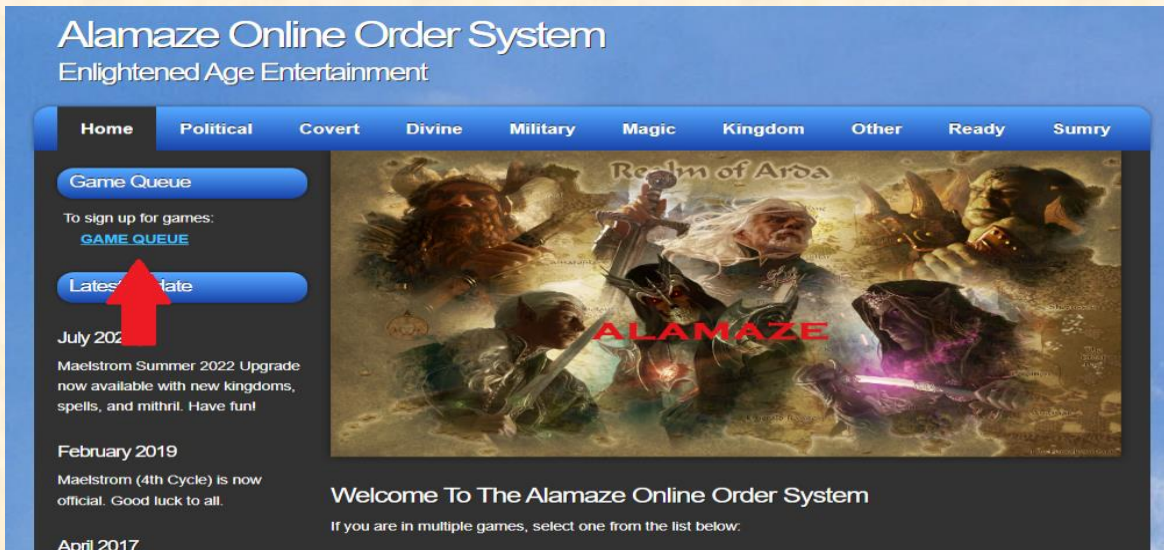 Alamaze Online Order System
Enlightened Age Entertainment
Home Political Covert Divine Military Magic Kingdom Other Ready Sumry
Game Queue
To sign up for games:
GAME QUEUE
Latest
July
Maelstrom Summer 2022 Upgrade
now available with new kingdoms,
spells, and mithril. Have fun!
February 2019
Maelstrom (4th Cycle) is now
official. Good luck to all.
April 2017
Realm of Arda
ALAMAZE
Welcome To The Alamaze Online Order System
If you are in multiple games, select one from the list below: